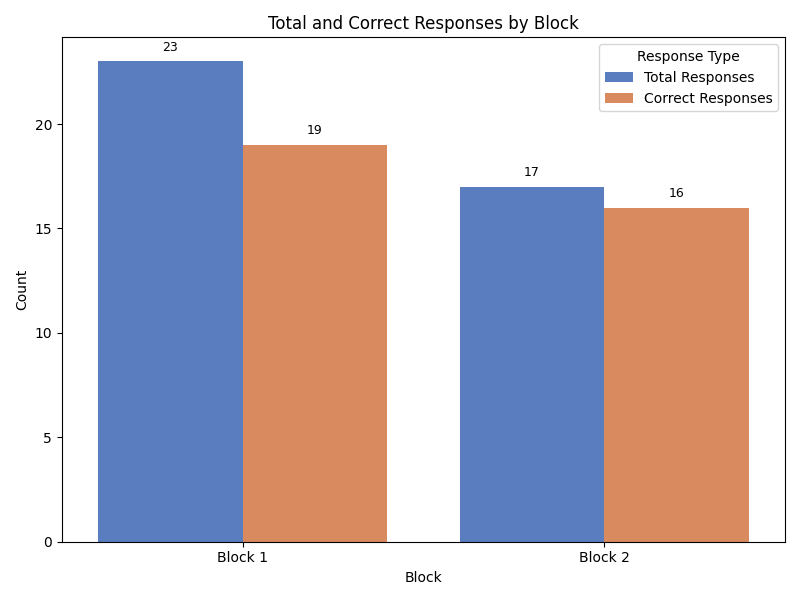 Total and Correct Responses by Block
23
19
17
16
Response Type
Total Responses
Correct Responses
20
15
10
5
0
Count
Block 1
Block 2
Block